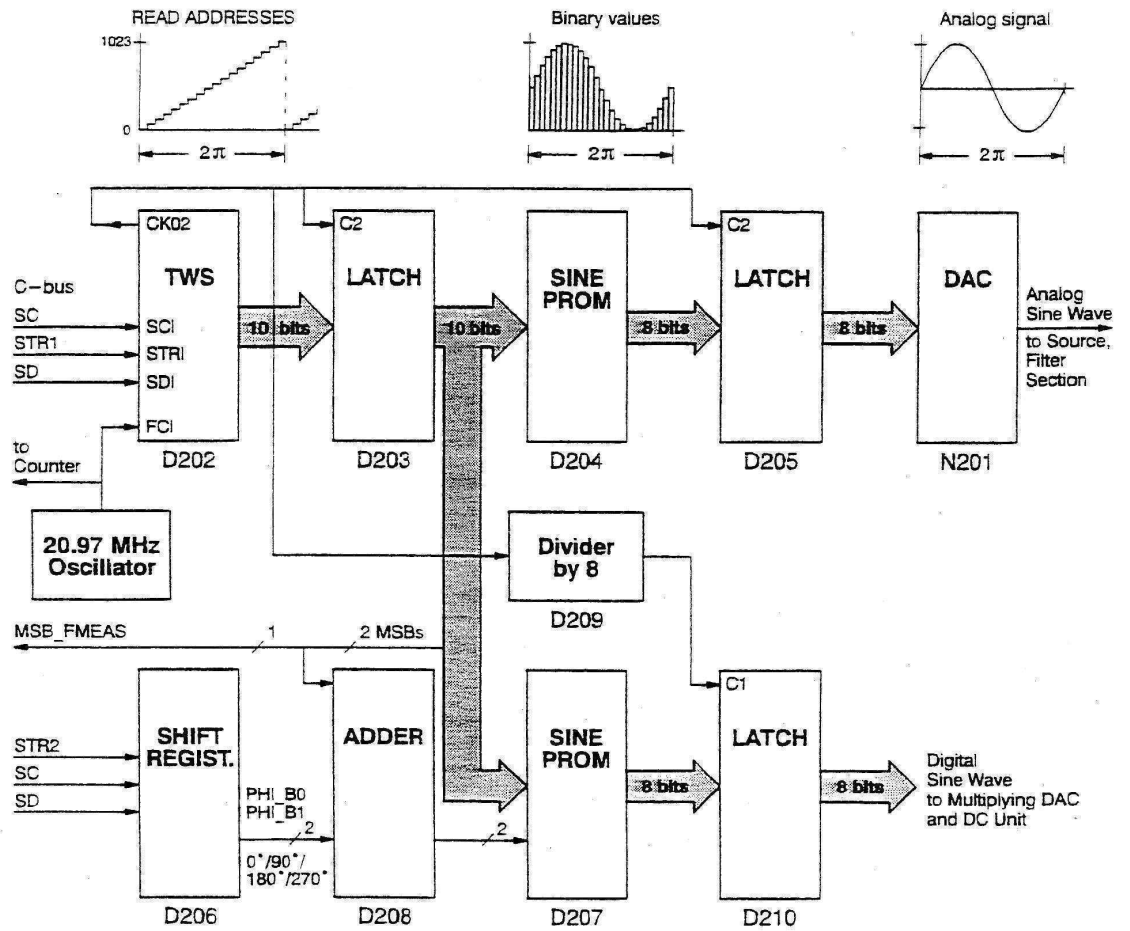 READ ADDRESSES
1023
0
2π
Binary values
2π
Analog signal
2π
CK02
TWS
SCI
STRI
SDI
FCI
D202
C-bus
SC
STR1
SD
to
Counter
20.97 MHz
Oscillator
10 bits
C2
LATCH
D203
10 bits
SINE
PROM
D204
8 bits
C2
LATCH
D205
8 bits
DAC
N201
Analog
Sine Wave
to Source,
Filter
Section
Divider
by 8
D209
MSB_FMEAS
1
2 MSBs
STR2
SC
SD
SHIFT
REGIST.
D206
PHI_B0
PHI_B1
2
0°/90°/
180°/270°
ADDER
D208
2
SINE
PROM
D207
8 bits
C1
LATCH
D210
8 bits
Digital
Sine Wave
to Multiplying DAC
and DC Unit